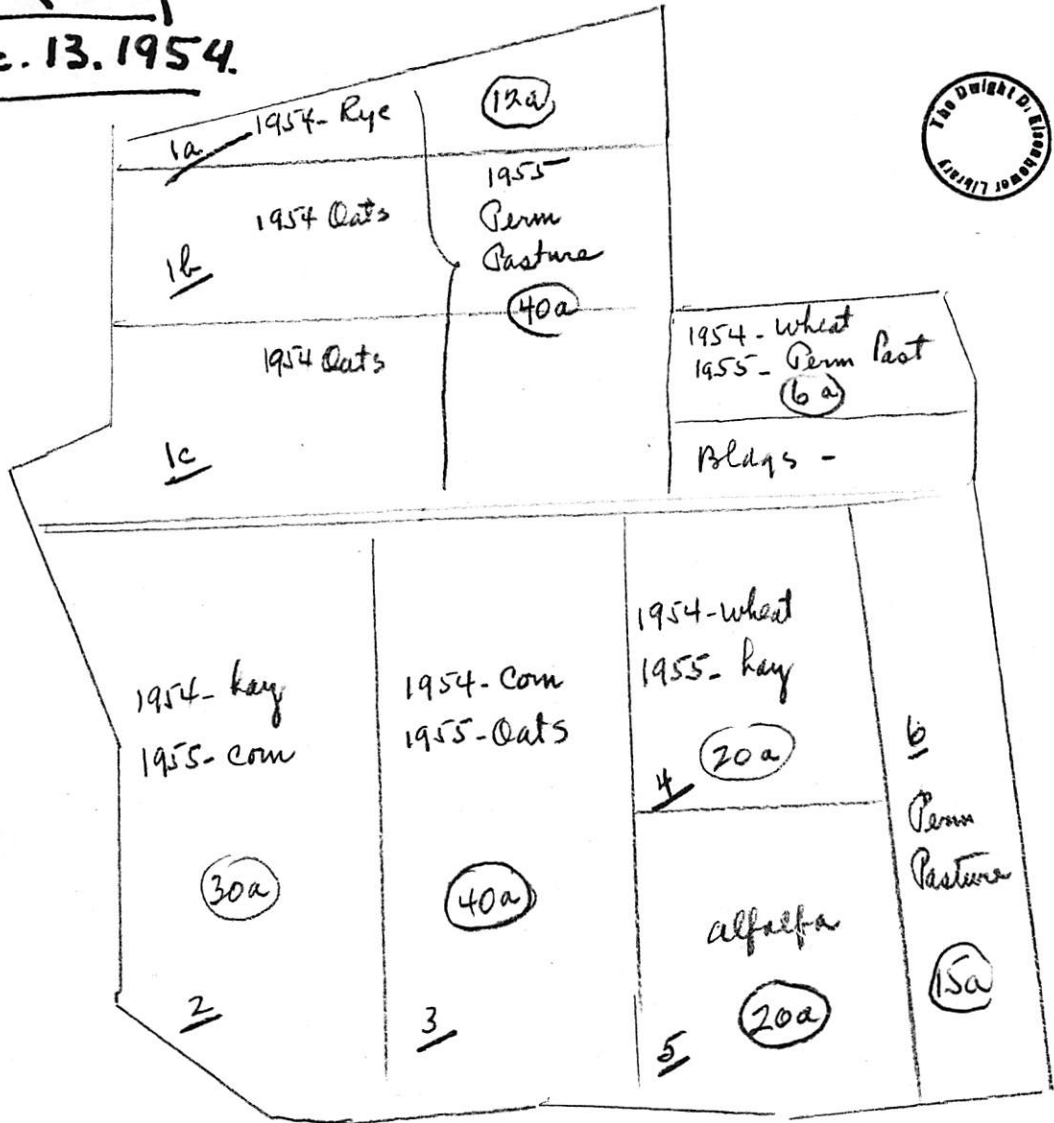 c. 13. 1954.
The Dwight D. Eisenhower Library
1a 1954- Rye
12a
1b 1954 Oats
1955
Perm
Pasture
40a
1954 Oats
1c
1954- Wheat
1955- Perm Past
6a
Bldgs -
1954- hay
1955- corn
30a
2
1954- Corn
1955- Oats
40a
3
1954- wheat
1955- hay
20a
4
alfalfa
20a
5
6
Perm
Pasture
15a